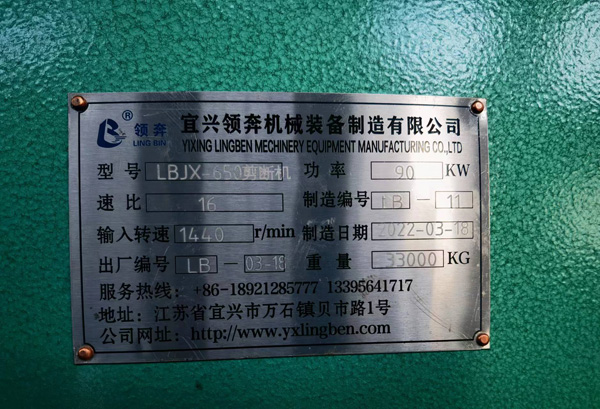 ® 领奔 LING BIN
宜兴领奔机械装备制造有限公司
YIXING LINGBEN MECHINERY EQUIPMENT MANUFACTURING CO.,LTD
型 号 LBJX-650剪断机 功 率 90 KW
速 比 16 制造编号 LB - 11
输入转速 1440 r/min 制造日期 2022-03-18
出厂编号 LB - 03-18 重 量 33000 KG
服务热线: +86-18921285777 13395641717
地址: 江苏省宜兴市万石镇贝市路1号
公司网址: http://www.yxlingben.com